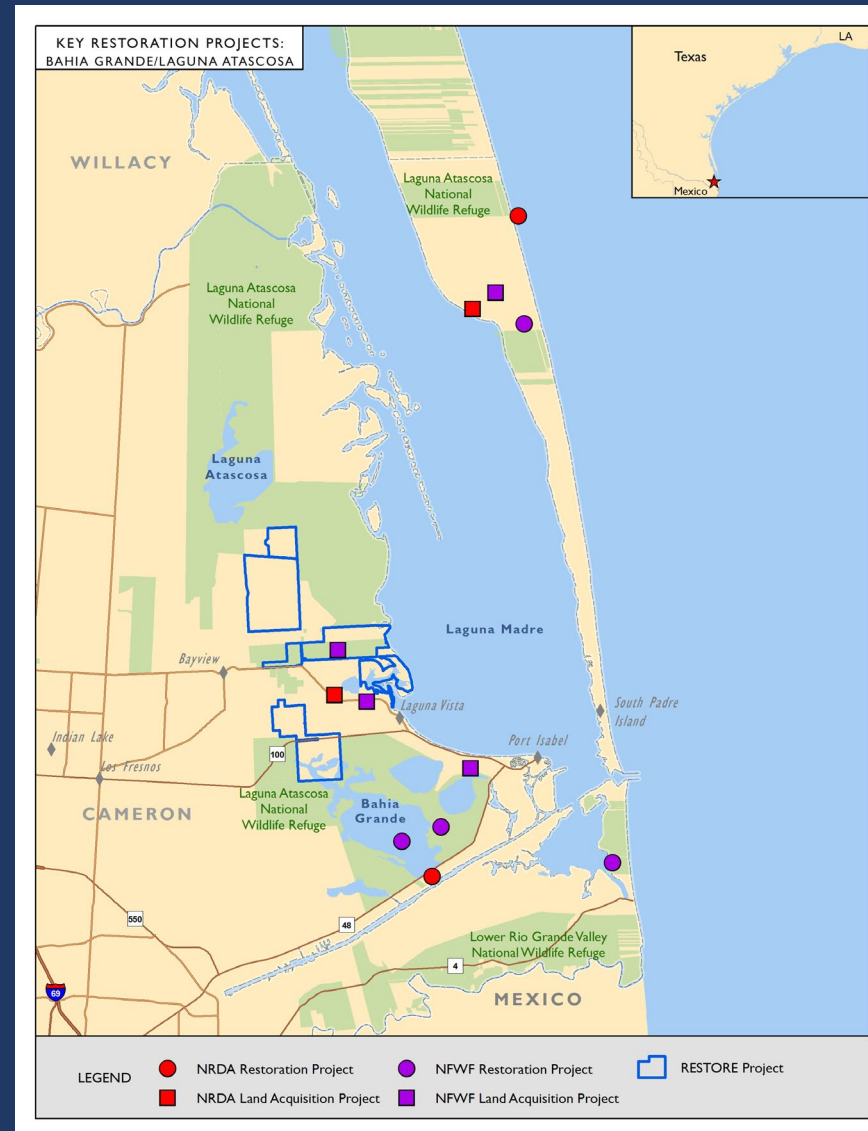 KEY RESTORATION PROJECTS:
BAHIA GRANDE/LAGUNA ATASCOSA
LA
Texas
Mexico
WILLACY
Laguna Atascosa
National
Wildlife Refuge
Laguna Atascosa
National
Wildlife Refuge
Laguna
Atascosa
Laguna Madre
Bayview
Laguna Vista
South Padre
Island
Indian Lake
Port Isabel
100
Los Fresnos
Laguna Atascosa
National
Wildlife Refuge
Bahia
Grande
CAMERON
550
48
Lower Rio Grande Valley
National Wildlife Refuge
4
69
MEXICO
LEGEND
NRDA Restoration Project
NFWF Restoration Project
RESTORE Project
NRDA Land Acquisition Project
NFWF Land Acquisition Project